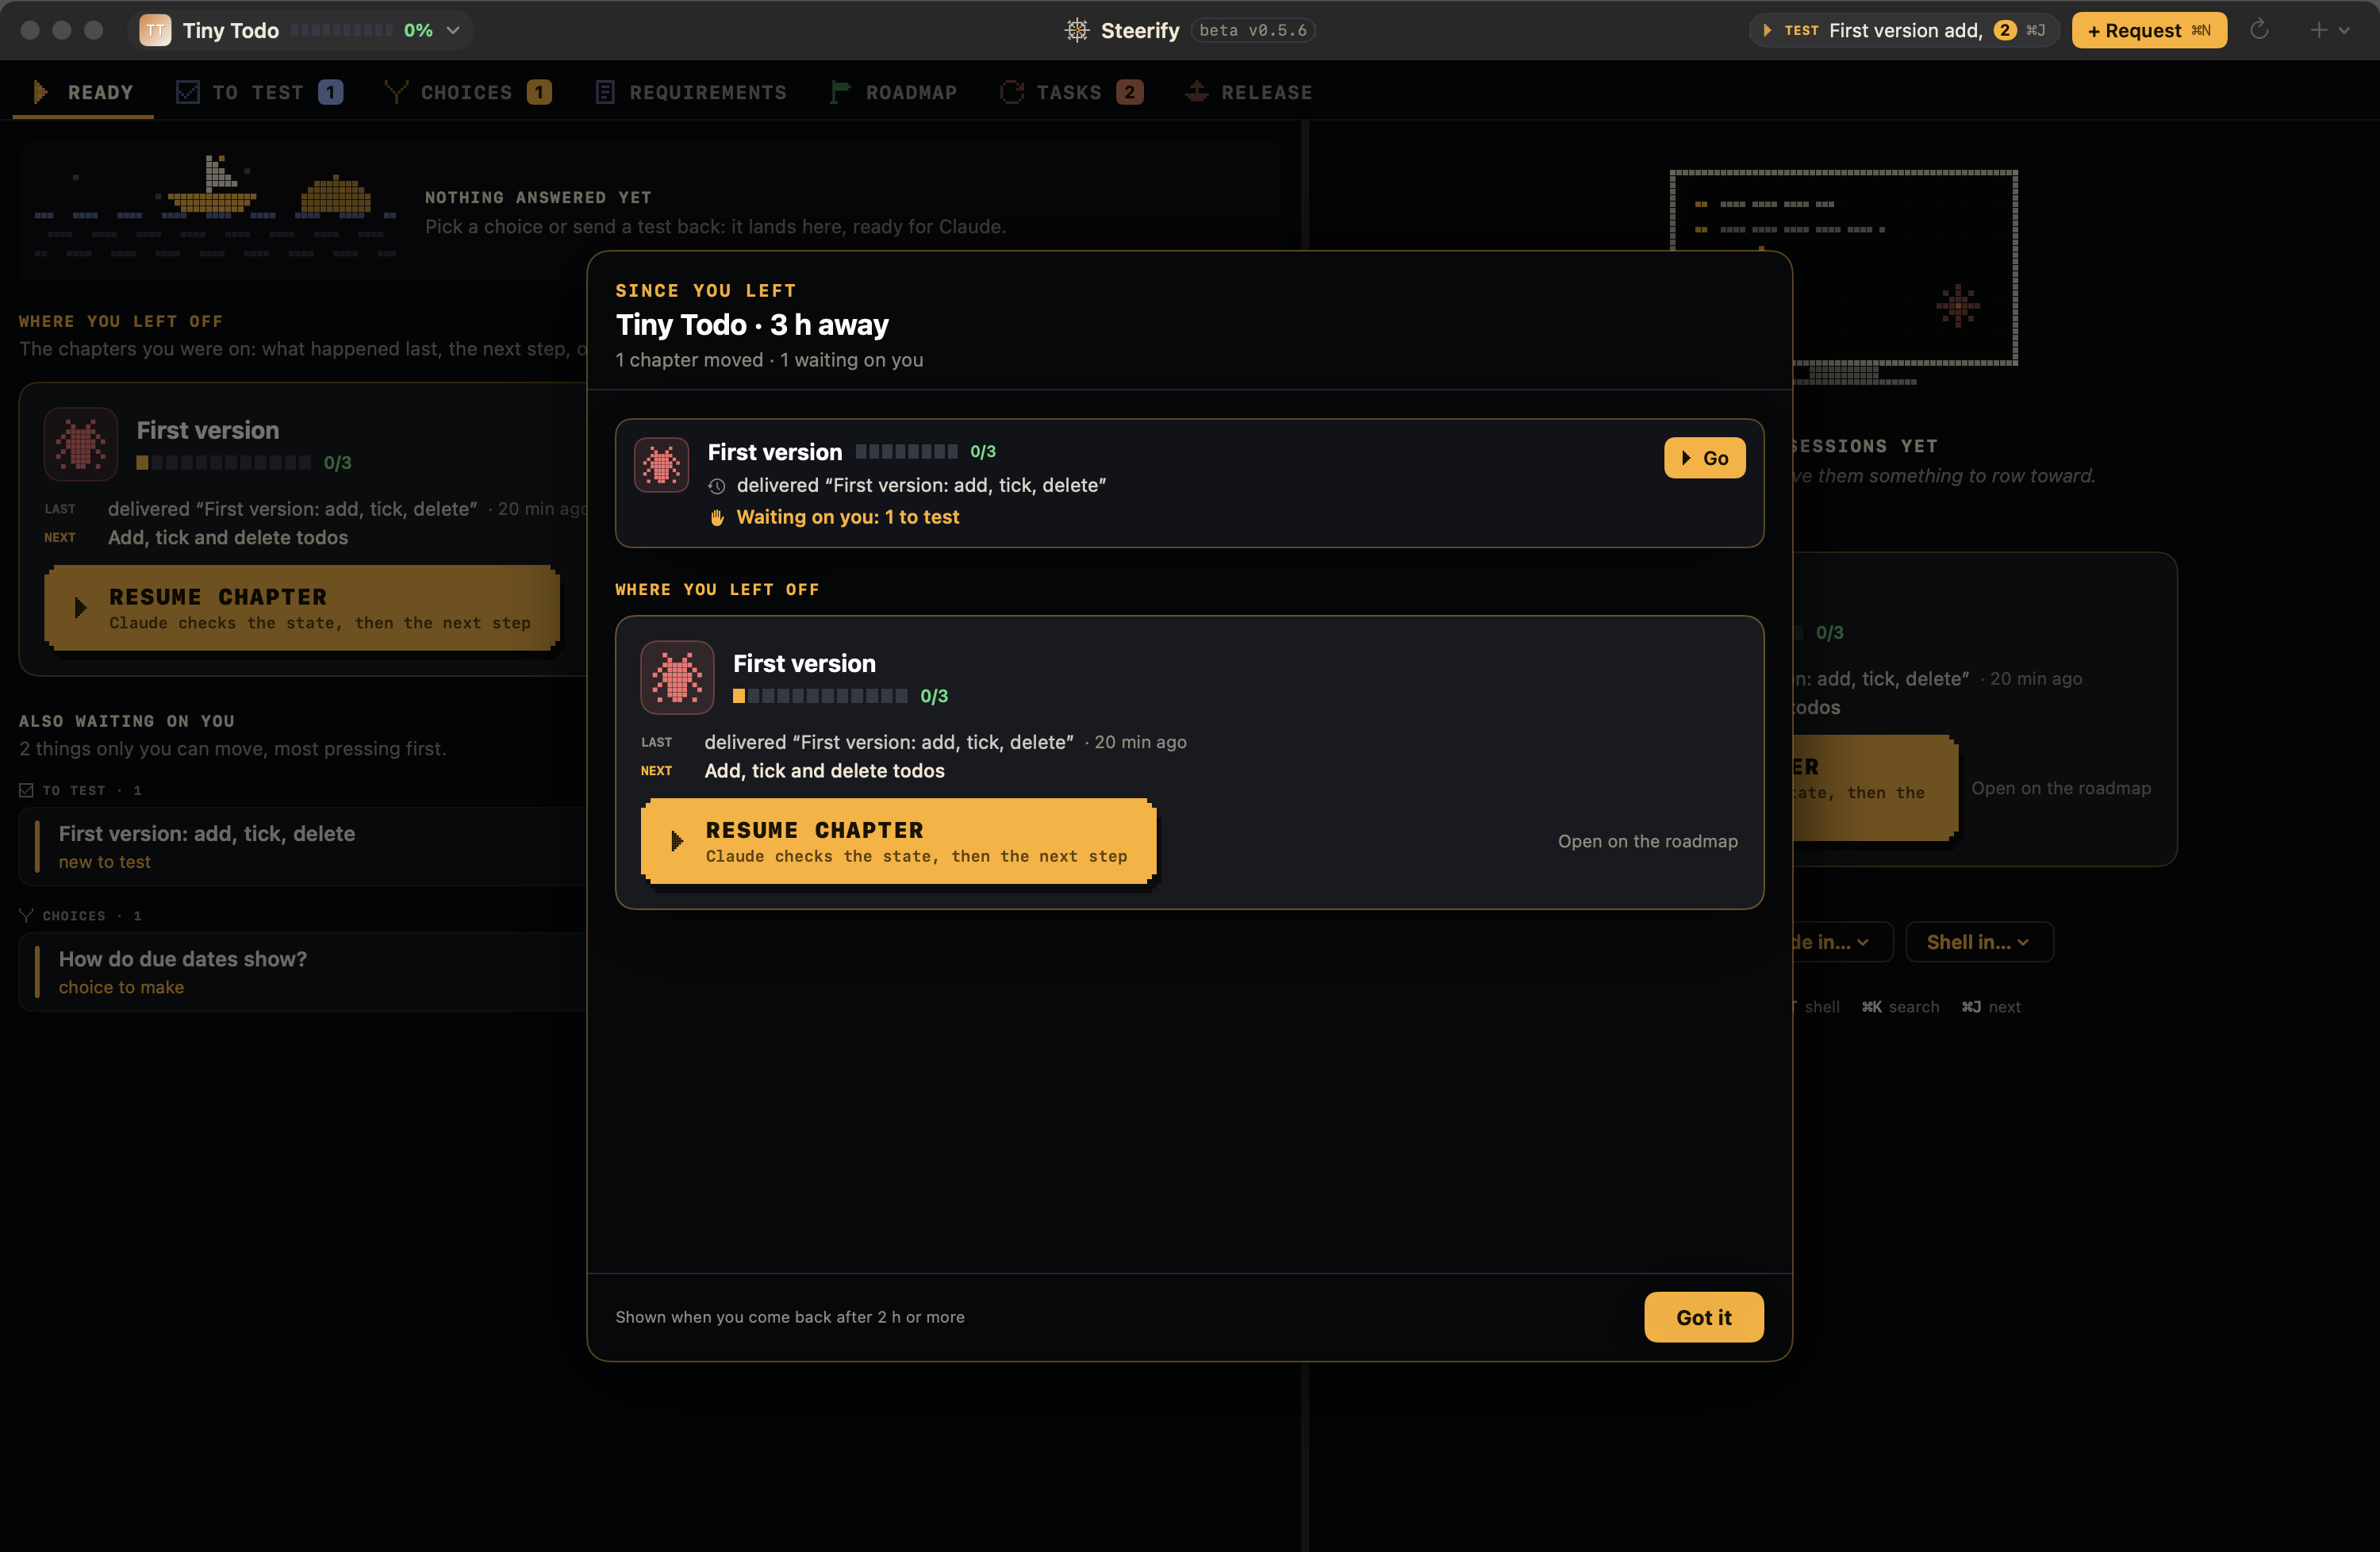 TT Tiny Todo 0%
Steerify beta v0.5.6
TEST First version add, 2 ⌘J
+ Request ⌘N
READY
TO TEST 1
CHOICES 1
REQUIREMENTS
ROADMAP
TASKS 2
RELEASE
NOTHING ANSWERED YET
Pick a choice or send a test back: it lands here, ready for Claude.
WHERE YOU LEFT OFF
The chapters you were on: what happened last, the next step, o
First version
0/3
LAST delivered “First version: add, tick, delete” · 20 min ago
NEXT Add, tick and delete todos
RESUME CHAPTER
Claude checks the state, then the next step
ALSO WAITING ON YOU
2 things only you can move, most pressing first.
TO TEST · 1
First version: add, tick, delete
new to test
CHOICES · 1
How do due dates show?
choice to make
SINCE YOU LEFT
Tiny Todo · 3 h away
1 chapter moved · 1 waiting on you
First version 0/3
delivered “First version: add, tick, delete”
Waiting on you: 1 to test
Go
WHERE YOU LEFT OFF
First version
0/3
LAST delivered “First version: add, tick, delete” · 20 min ago
NEXT Add, tick and delete todos
RESUME CHAPTER
Claude checks the state, then the next step
Open on the roadmap
Shown when you come back after 2 h or more
Got it
SESSIONS YET
ve them something to row toward.
0/3
n: add, tick, delete” · 20 min ago
todos
ER
tate, then the
Open on the roadmap
de in...
Shell in...
shell ⌘K search ⌘J next